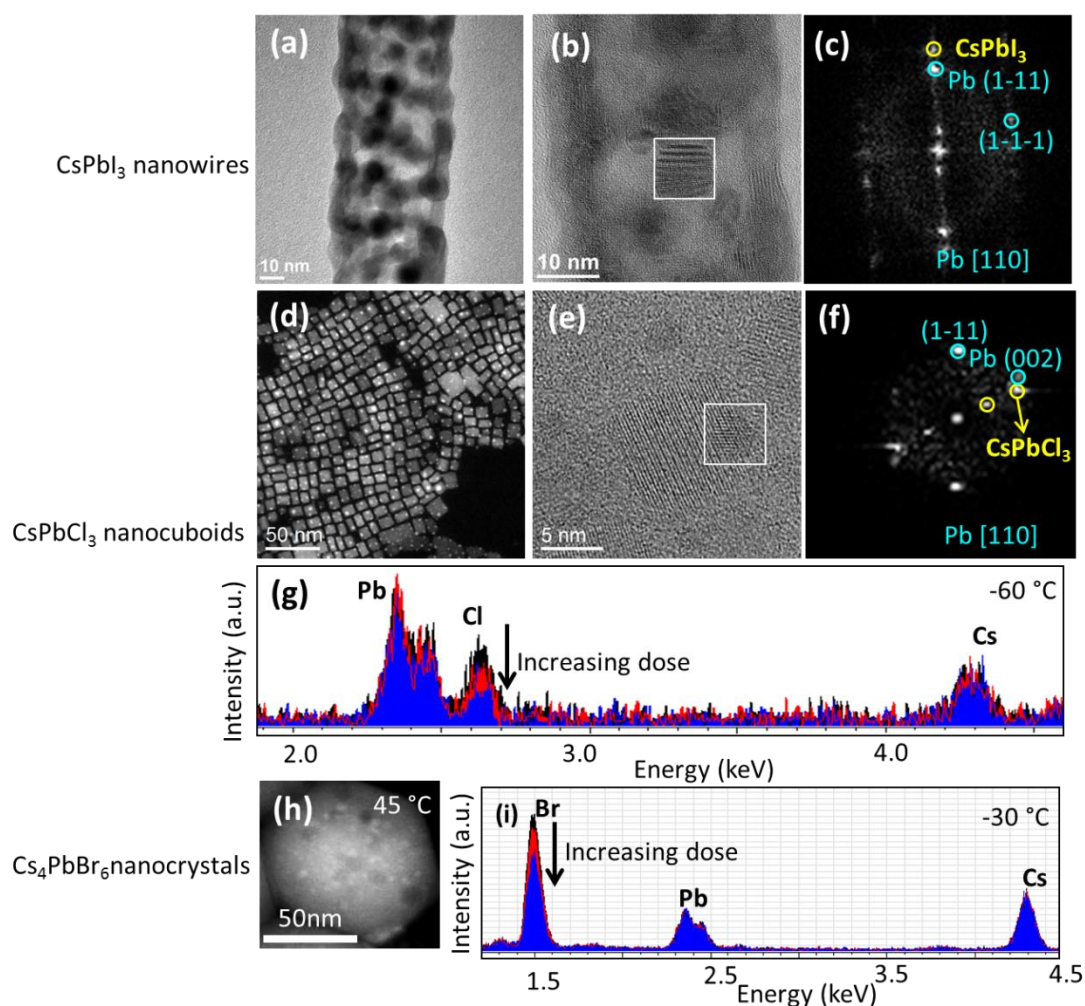 (a)
(b)
(c)
CsPbI₃
Pb (1-11)
(1-1-1)
CsPbI₃ nanowires
10 nm
10 nm
Pb [110]
(d)
(e)
(f)
(1-11)
Pb (002)
CsPbCl₃
CsPbCl₃ nanocuboids
50 nm
5 nm
Pb [110]
(g)
Pb
Cl
-60 °C
Increasing dose
Cs
Intensity (a.u.)
2.0 3.0 4.0
Energy (keV)
(h)
45 °C
(i)
Br
-30 °C
Increasing dose
Pb
Cs
Cs₄PbBr₆nanocrystals
50nm
Intensity (a.u.)
1.5 2.5 3.5 4.5
Energy (keV)